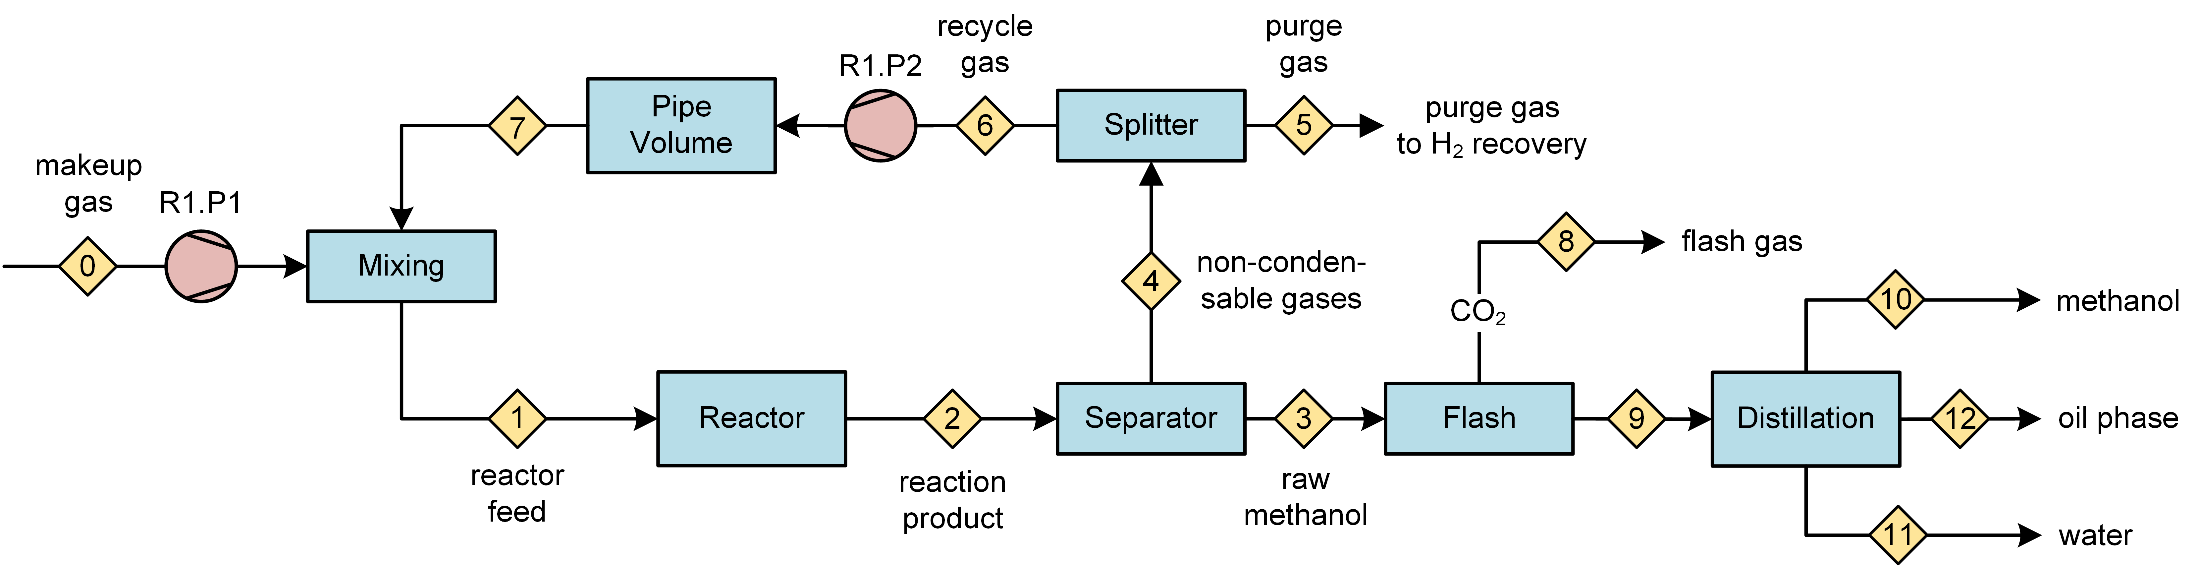 recycle
gas
purge
gas
R1.P2
Pipe
Volume
7
6
Splitter
5
purge gas
to H₂ recovery
makeup
gas
R1.P1
0
Mixing
4
non-conden-
sable gases
8
flash gas
CO₂
10
methanol
1
Reactor
2
Separator
3
Flash
9
Distillation
12
oil phase
reactor
feed
reaction
product
raw
methanol
11
water